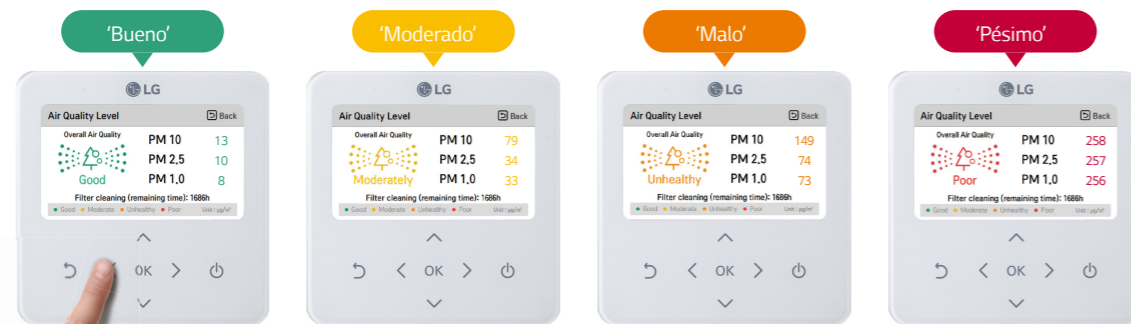 'Bueno'
LG
Air Quality Level Back
Overall Air Quality
PM 10 13
PM 2,5 10
PM 1,0 8
Good
Filter cleaning (remaining time): 1686h
Good Moderate Unhealthy Poor Unit : μg/m³
OK
'Moderado'
LG
Air Quality Level Back
Overall Air Quality
PM 10 79
PM 2,5 34
PM 1,0 33
Moderately
Filter cleaning (remaining time): 1686h
Good Moderate Unhealthy Poor Unit : μg/m³
OK
'Malo'
LG
Air Quality Level Back
Overall Air Quality
PM 10 149
PM 2,5 74
PM 1,0 73
Unhealthy
Filter cleaning (remaining time): 1686h
Good Moderate Unhealthy Poor Unit : μg/m³
OK
'Pésimo'
LG
Air Quality Level Back
Overall Air Quality
PM 10 258
PM 2,5 257
PM 1,0 256
Poor
Filter cleaning (remaining time): 1686h
Good Moderate Unhealthy Poor Unit : μg/m³
OK